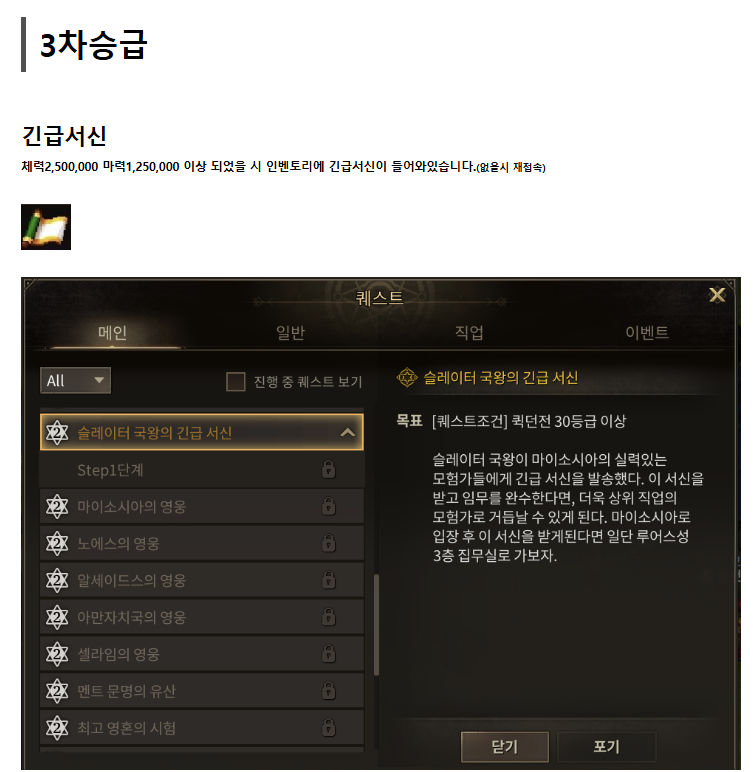 3차승급
긴급서신
체력2,500,000 마력1,250,000 이상 되었을 시 인벤토리에 긴급서신이 들어와있습니다.(없을시 재접속)
퀘스트
메인
일반
직업
이벤트
All
진행 중 퀘스트 보기
슬레이터 국왕의 긴급 서신
Step1단계
마이소시아의 영웅
노에스의 영웅
알세이드스의 영웅
아만자치국의 영웅
셀라임의 영웅
멘트 문명의 유산
최고 영혼의 시험
슬레이터 국왕의 긴급 서신
목표 [퀘스트조건] 퀵던전 30등급 이상
슬레이터 국왕이 마이소시아의 실력있는
모험가들에게 긴급 서신을 발송했다. 이 서신을
받고 임무를 완수한다면, 더욱 상위 직업의
모험가로 거듭날 수 있게 된다. 마이소시아로
입장 후 이 서신을 받게된다면 일단 루어스성
3층 집무실로 가보자.
닫기
포기